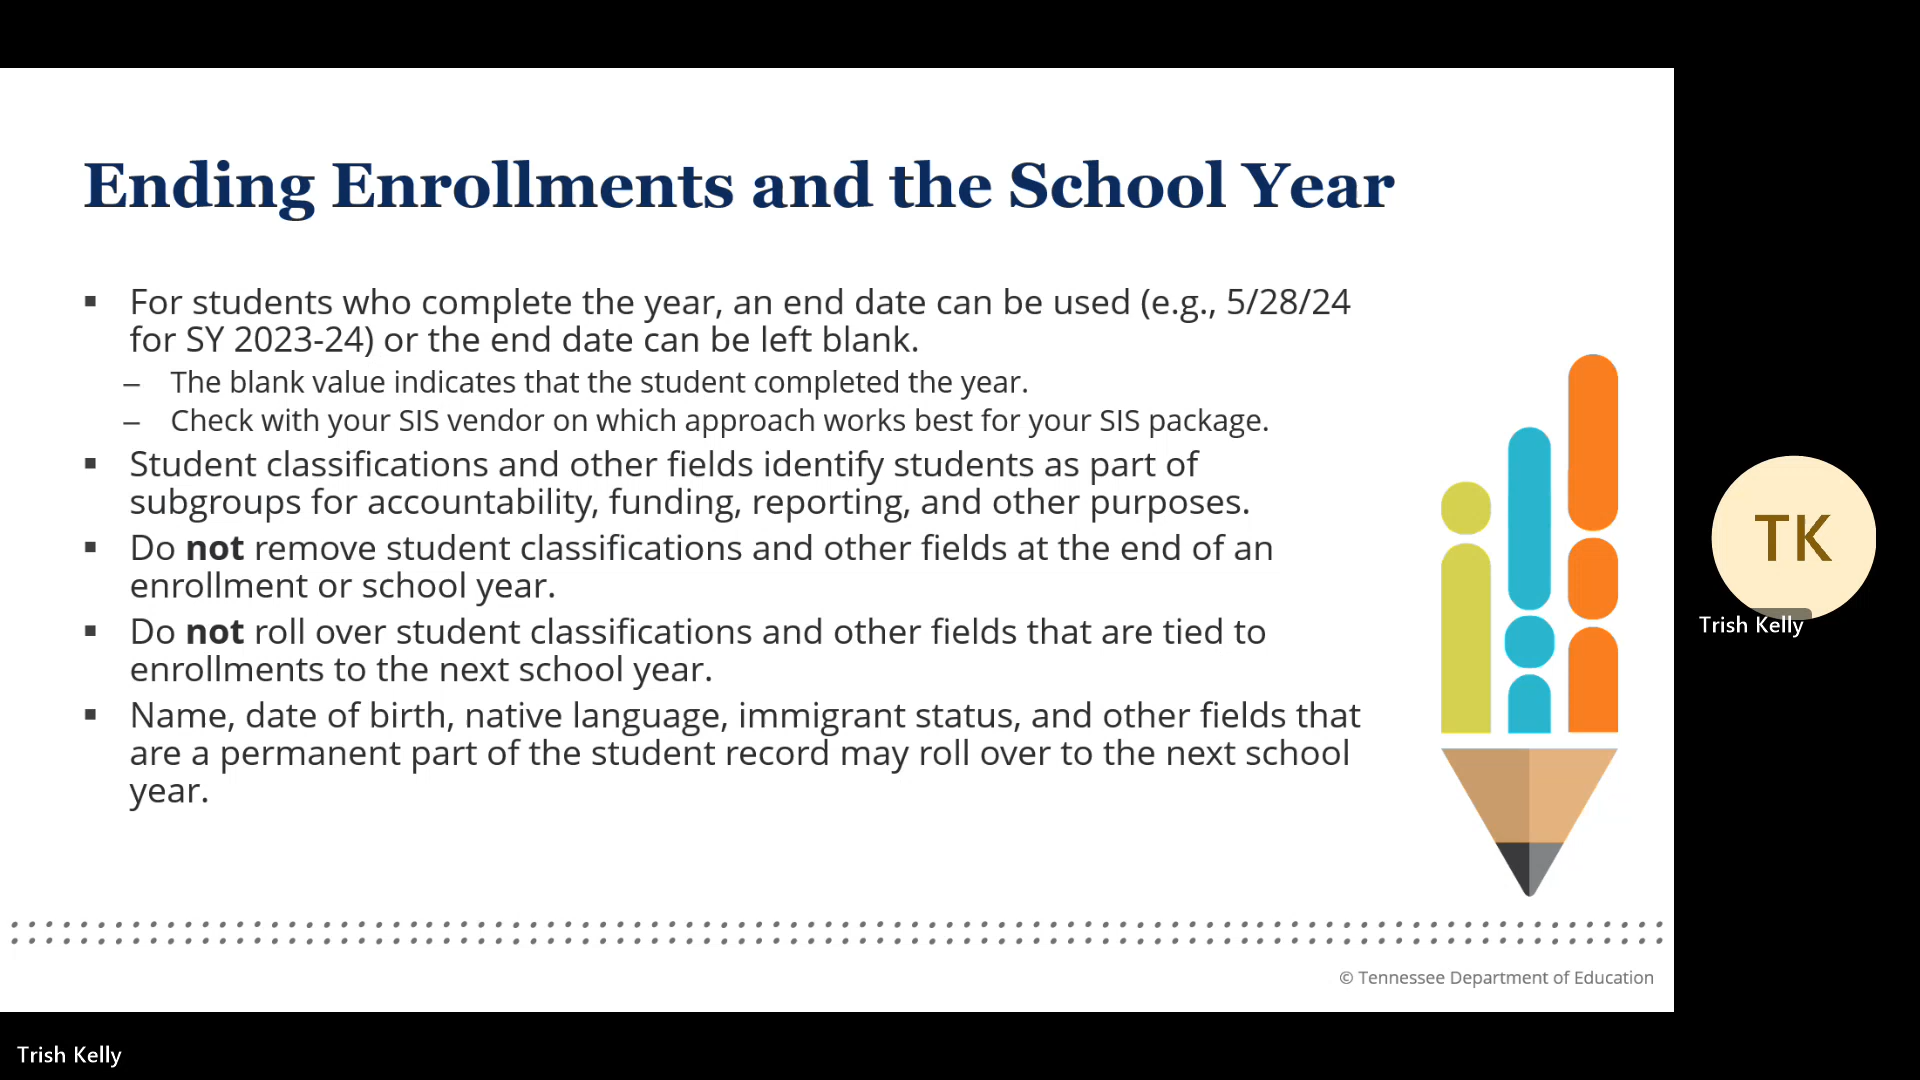 Ending Enrollments and the School Year
▪ For students who complete the year, an end date can be used (e.g., 5/28/24
for SY 2023-24) or the end date can be left blank.
– The blank value indicates that the student completed the year.
– Check with your SIS vendor on which approach works best for your SIS package.
▪ Student classifications and other fields identify students as part of
subgroups for accountability, funding, reporting, and other purposes.
▪ Do not remove student classifications and other fields at the end of an
enrollment or school year.
▪ Do not roll over student classifications and other fields that are tied to
enrollments to the next school year.
▪ Name, date of birth, native language, immigrant status, and other fields that
are a permanent part of the student record may roll over to the next school
year.
© Tennessee Department of Education
TK
Trish Kelly
Trish Kelly